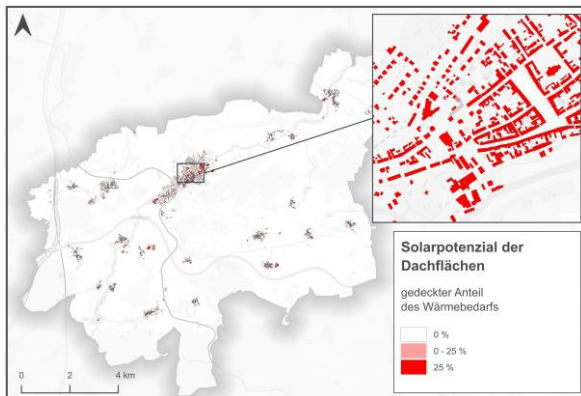 Solarpotenzial der
Dachflächen
gedeckter Anteil
des Wärmebedarfs
0 %
0 - 25 %
25 %
0 2 4 km